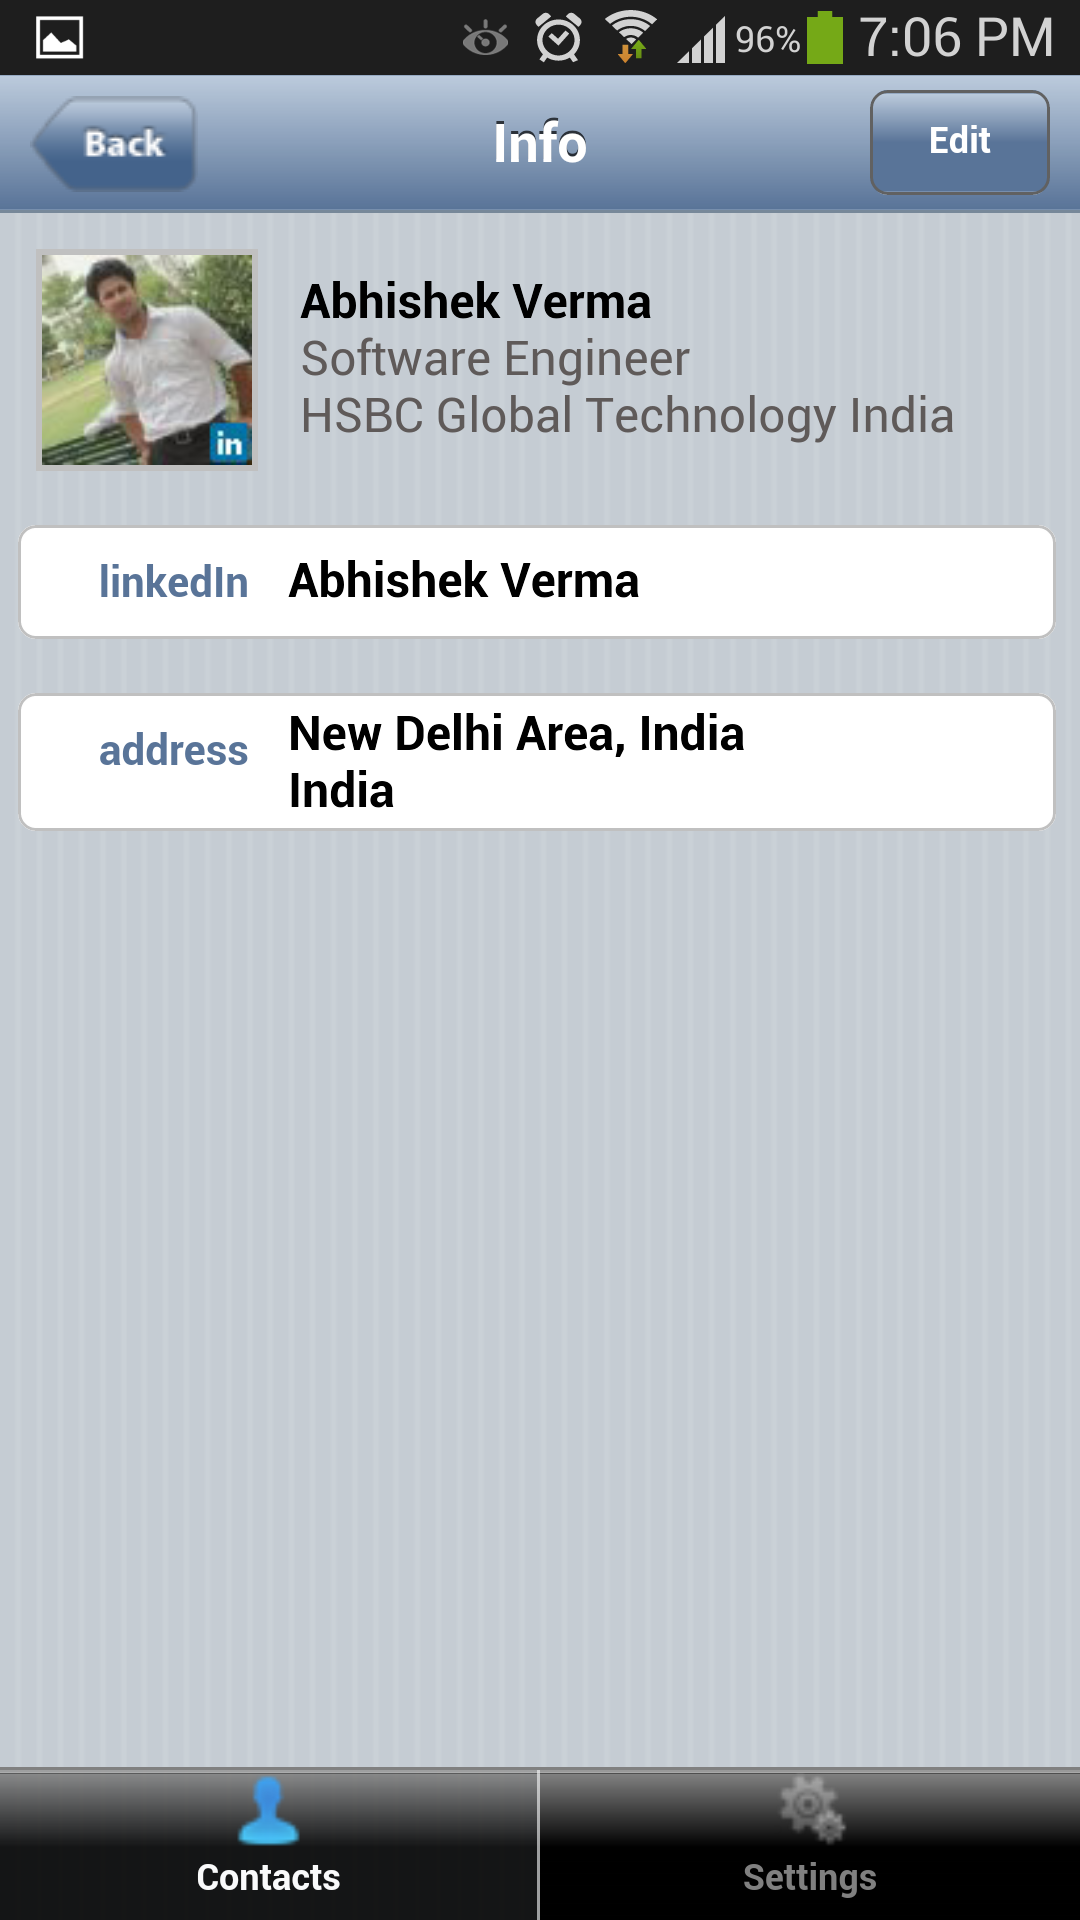 96% 7:06 PM
Back Info Edit
Abhishek Verma
Software Engineer
HSBC Global Technology India
in
linkedIn Abhishek Verma
address New Delhi Area, India
India
Contacts Settings